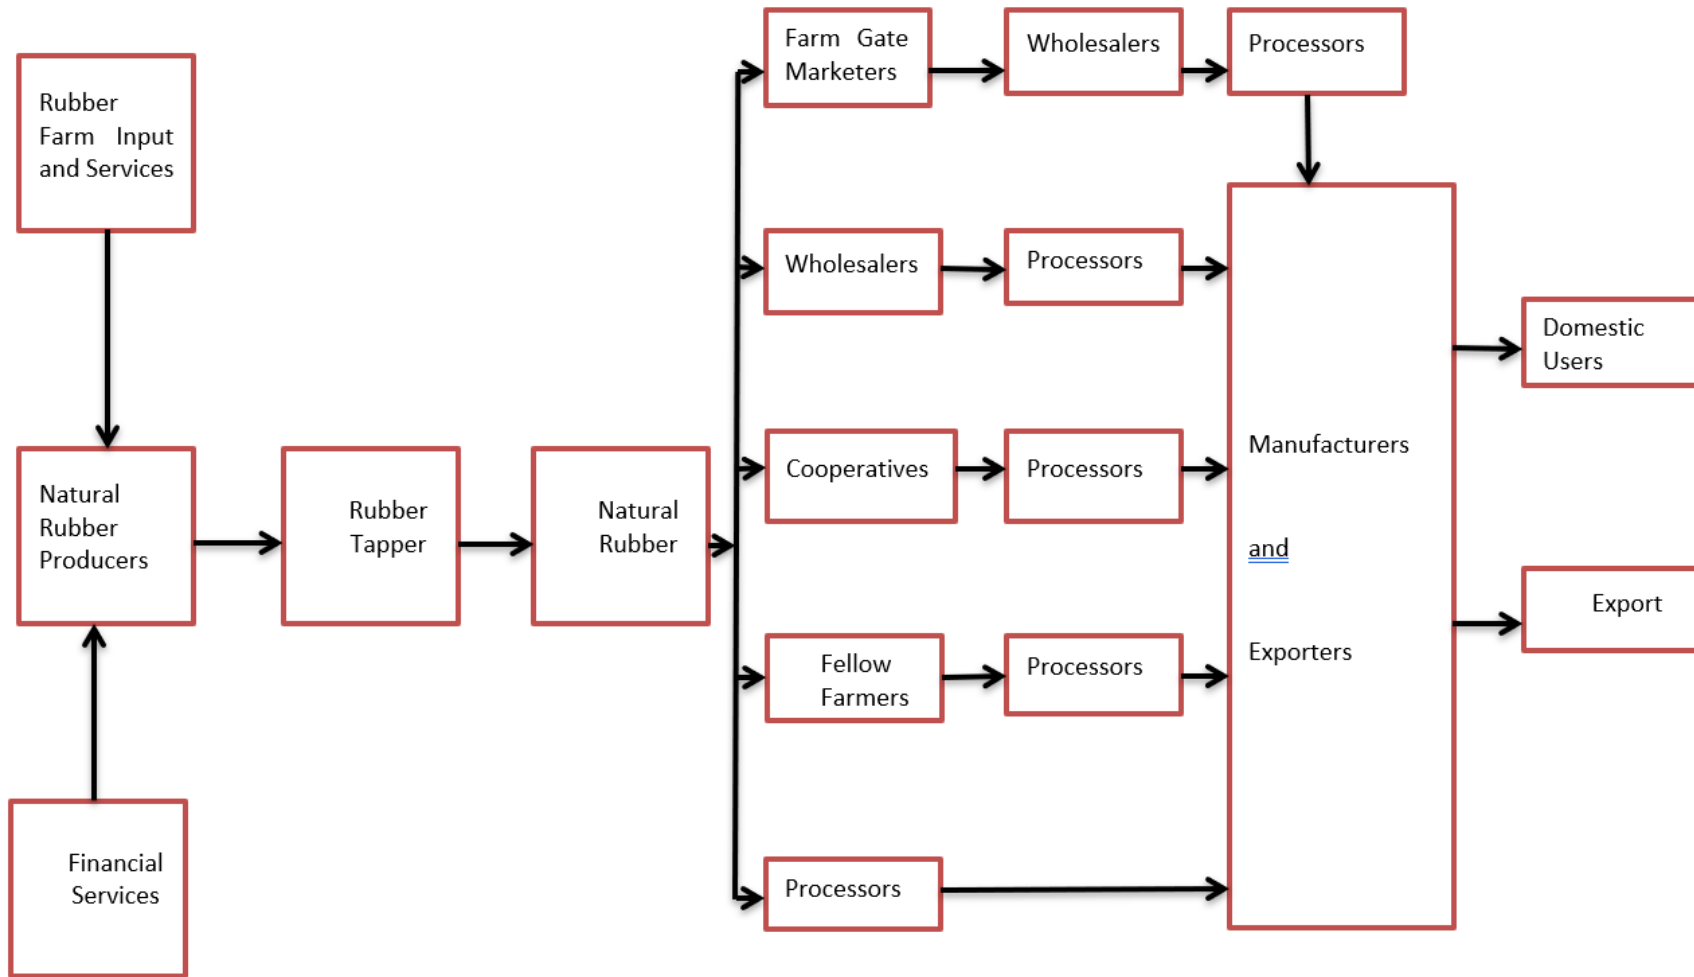 Rubber
Farm Input
and Services
Natural
Rubber
Producers
Financial
Services
Rubber
Tapper
Natural
Rubber
Farm Gate
Marketers
Wholesalers
Processors
Wholesalers
Processors
Cooperatives
Processors
Fellow
Farmers
Processors
Processors
Manufacturers
and
Exporters
Domestic
Users
Export